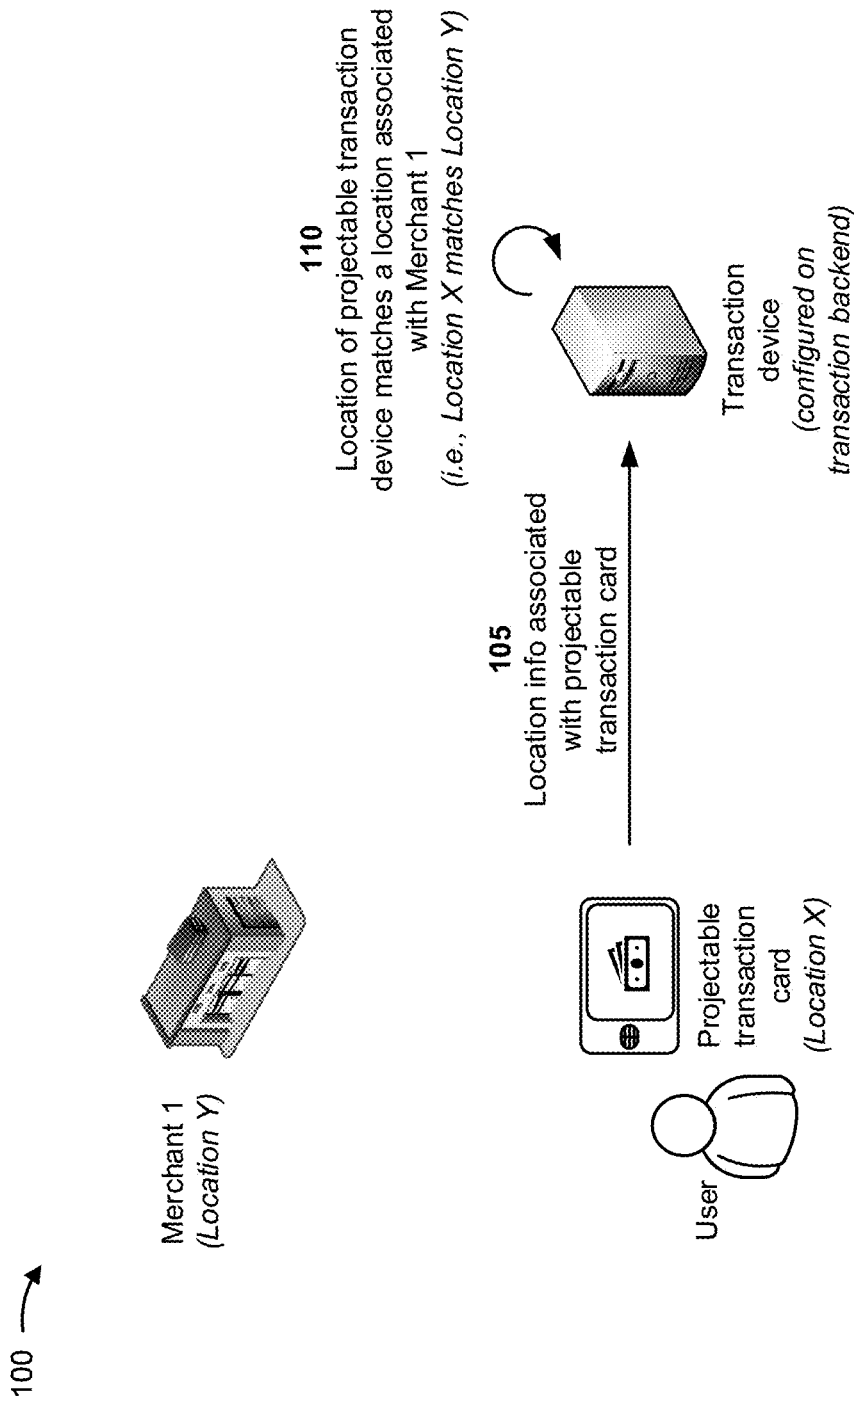 100
Merchant 1
(Location Y)
110
Location of projectable transaction
device matches a location associated
with Merchant 1
(i.e., Location X matches Location Y)
105
Location info associated
with projectable
transaction card
User
Projectable
transaction
card
(Location X)
Transaction
device
(configured on
transaction backend)